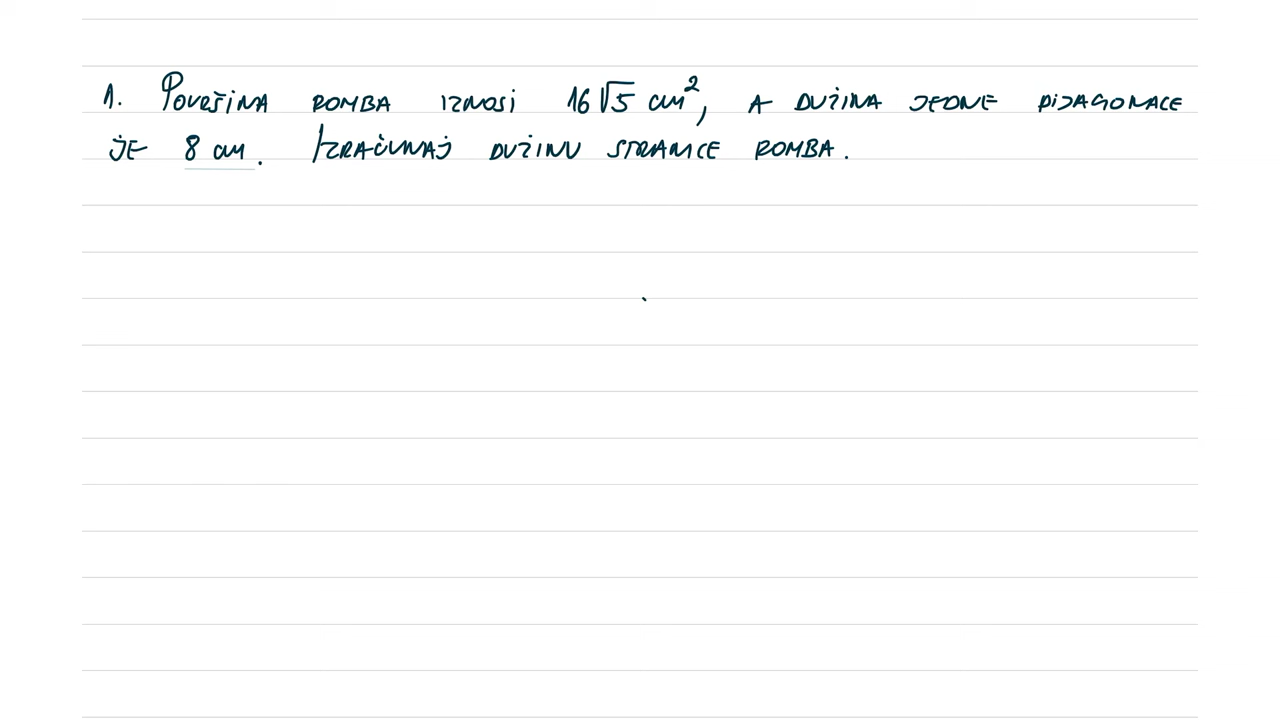 1. Površina romba iznosi 16√5 cm², a dužina jedne dijagonale
je 8 cm. Izračunaj dužinu stranice romba.